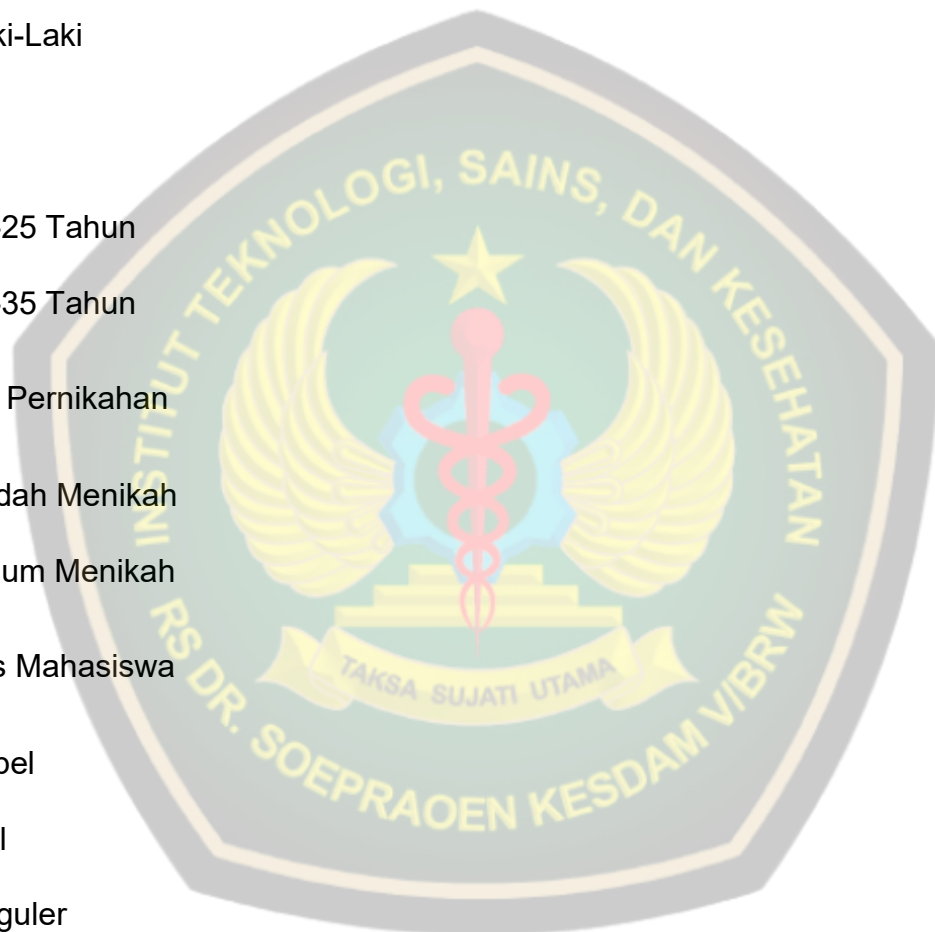 ki-Laki
INSTITUT TEKNOLOGI, SAINS, DAN KESEHATAN
25 Tahun
35 Tahun
Pernikahan
dah Menikah
um Menikah
s Mahasiswa
TAKSA SUJATI UTAMA
RS DR. SOEPRAOEN KESDAM V/BRW
pel
l
guler